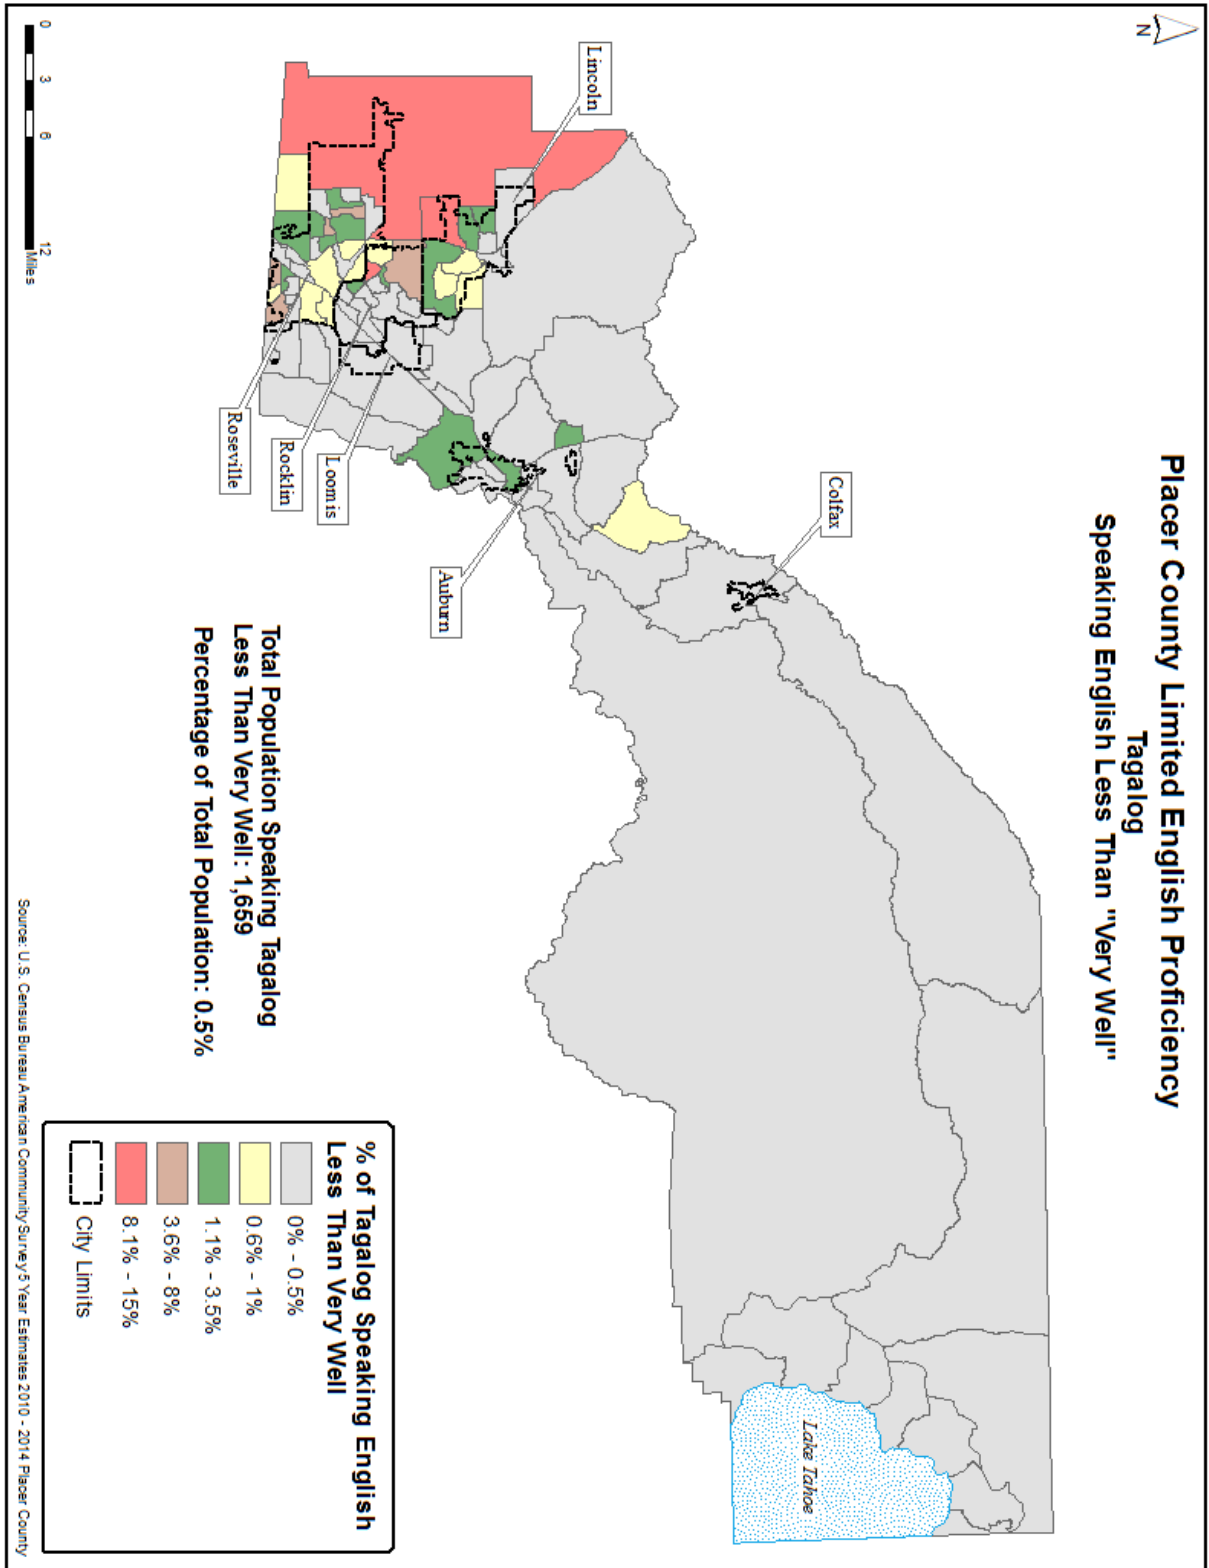 Placer County Limited English Proficiency
Tagalog
Speaking English Less Than "Very Well"
N
Colfax
Lincoln
Auburn
Loomis
Rocklin
Roseville
Lake Tahoe
Total Population Speaking Tagalog
Less Than Very Well: 1,659
Percentage of Total Population: 0.5%
% of Tagalog Speaking English
Less Than Very Well
0% - 0.5%
0.6% - 1%
1.1% - 3.5%
3.6% - 8%
8.1% - 15%
City Limits
0 3 6 12
Miles
Source: U.S. Census Bureau American Community Survey 5 Year Estimates 2010 - 2014 Placer County